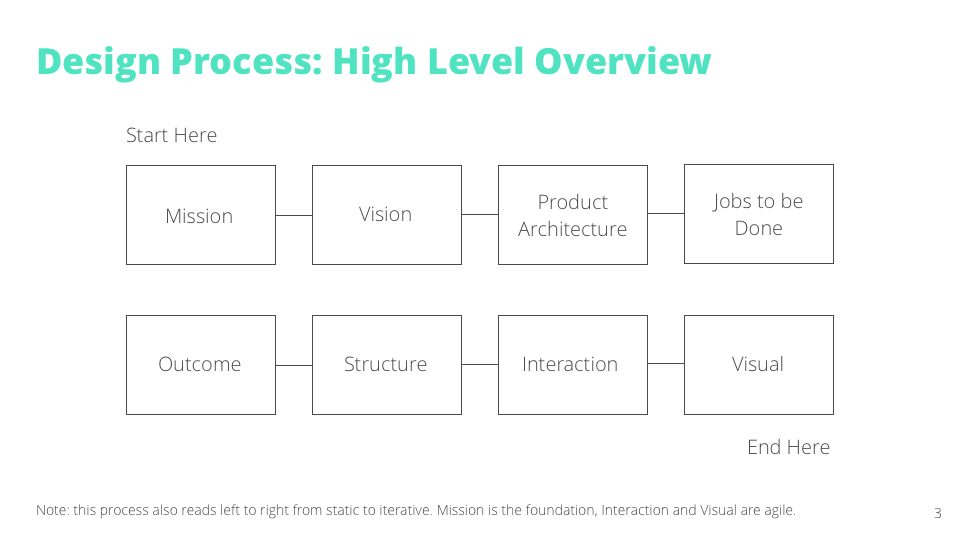 Design Process: High Level Overview
Start Here
Mission
Vision
Product
Architecture
Jobs to be
Done
Outcome
Structure
Interaction
Visual
End Here
Note: this process also reads left to right from static to iterative. Mission is the foundation, Interaction and Visual are agile.
3